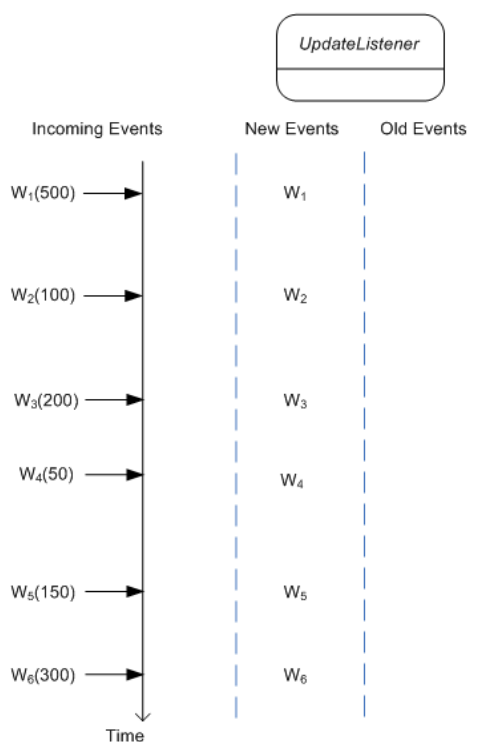 UpdateListener
Incoming Events New Events Old Events
W₁(500) W₁
W₂(100) W₂
W₃(200) W₃
W₄(50) W₄
W₅(150) W₅
W₆(300) W₆
Time